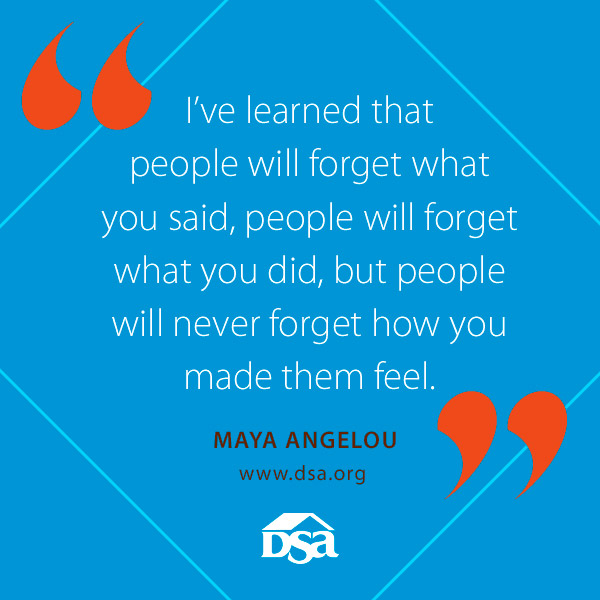 I’ve learned that
people will forget what
you said, people will forget
what you did, but people
will never forget how you
made them feel.
MAYA ANGELOU
www.dsa.org
DSa